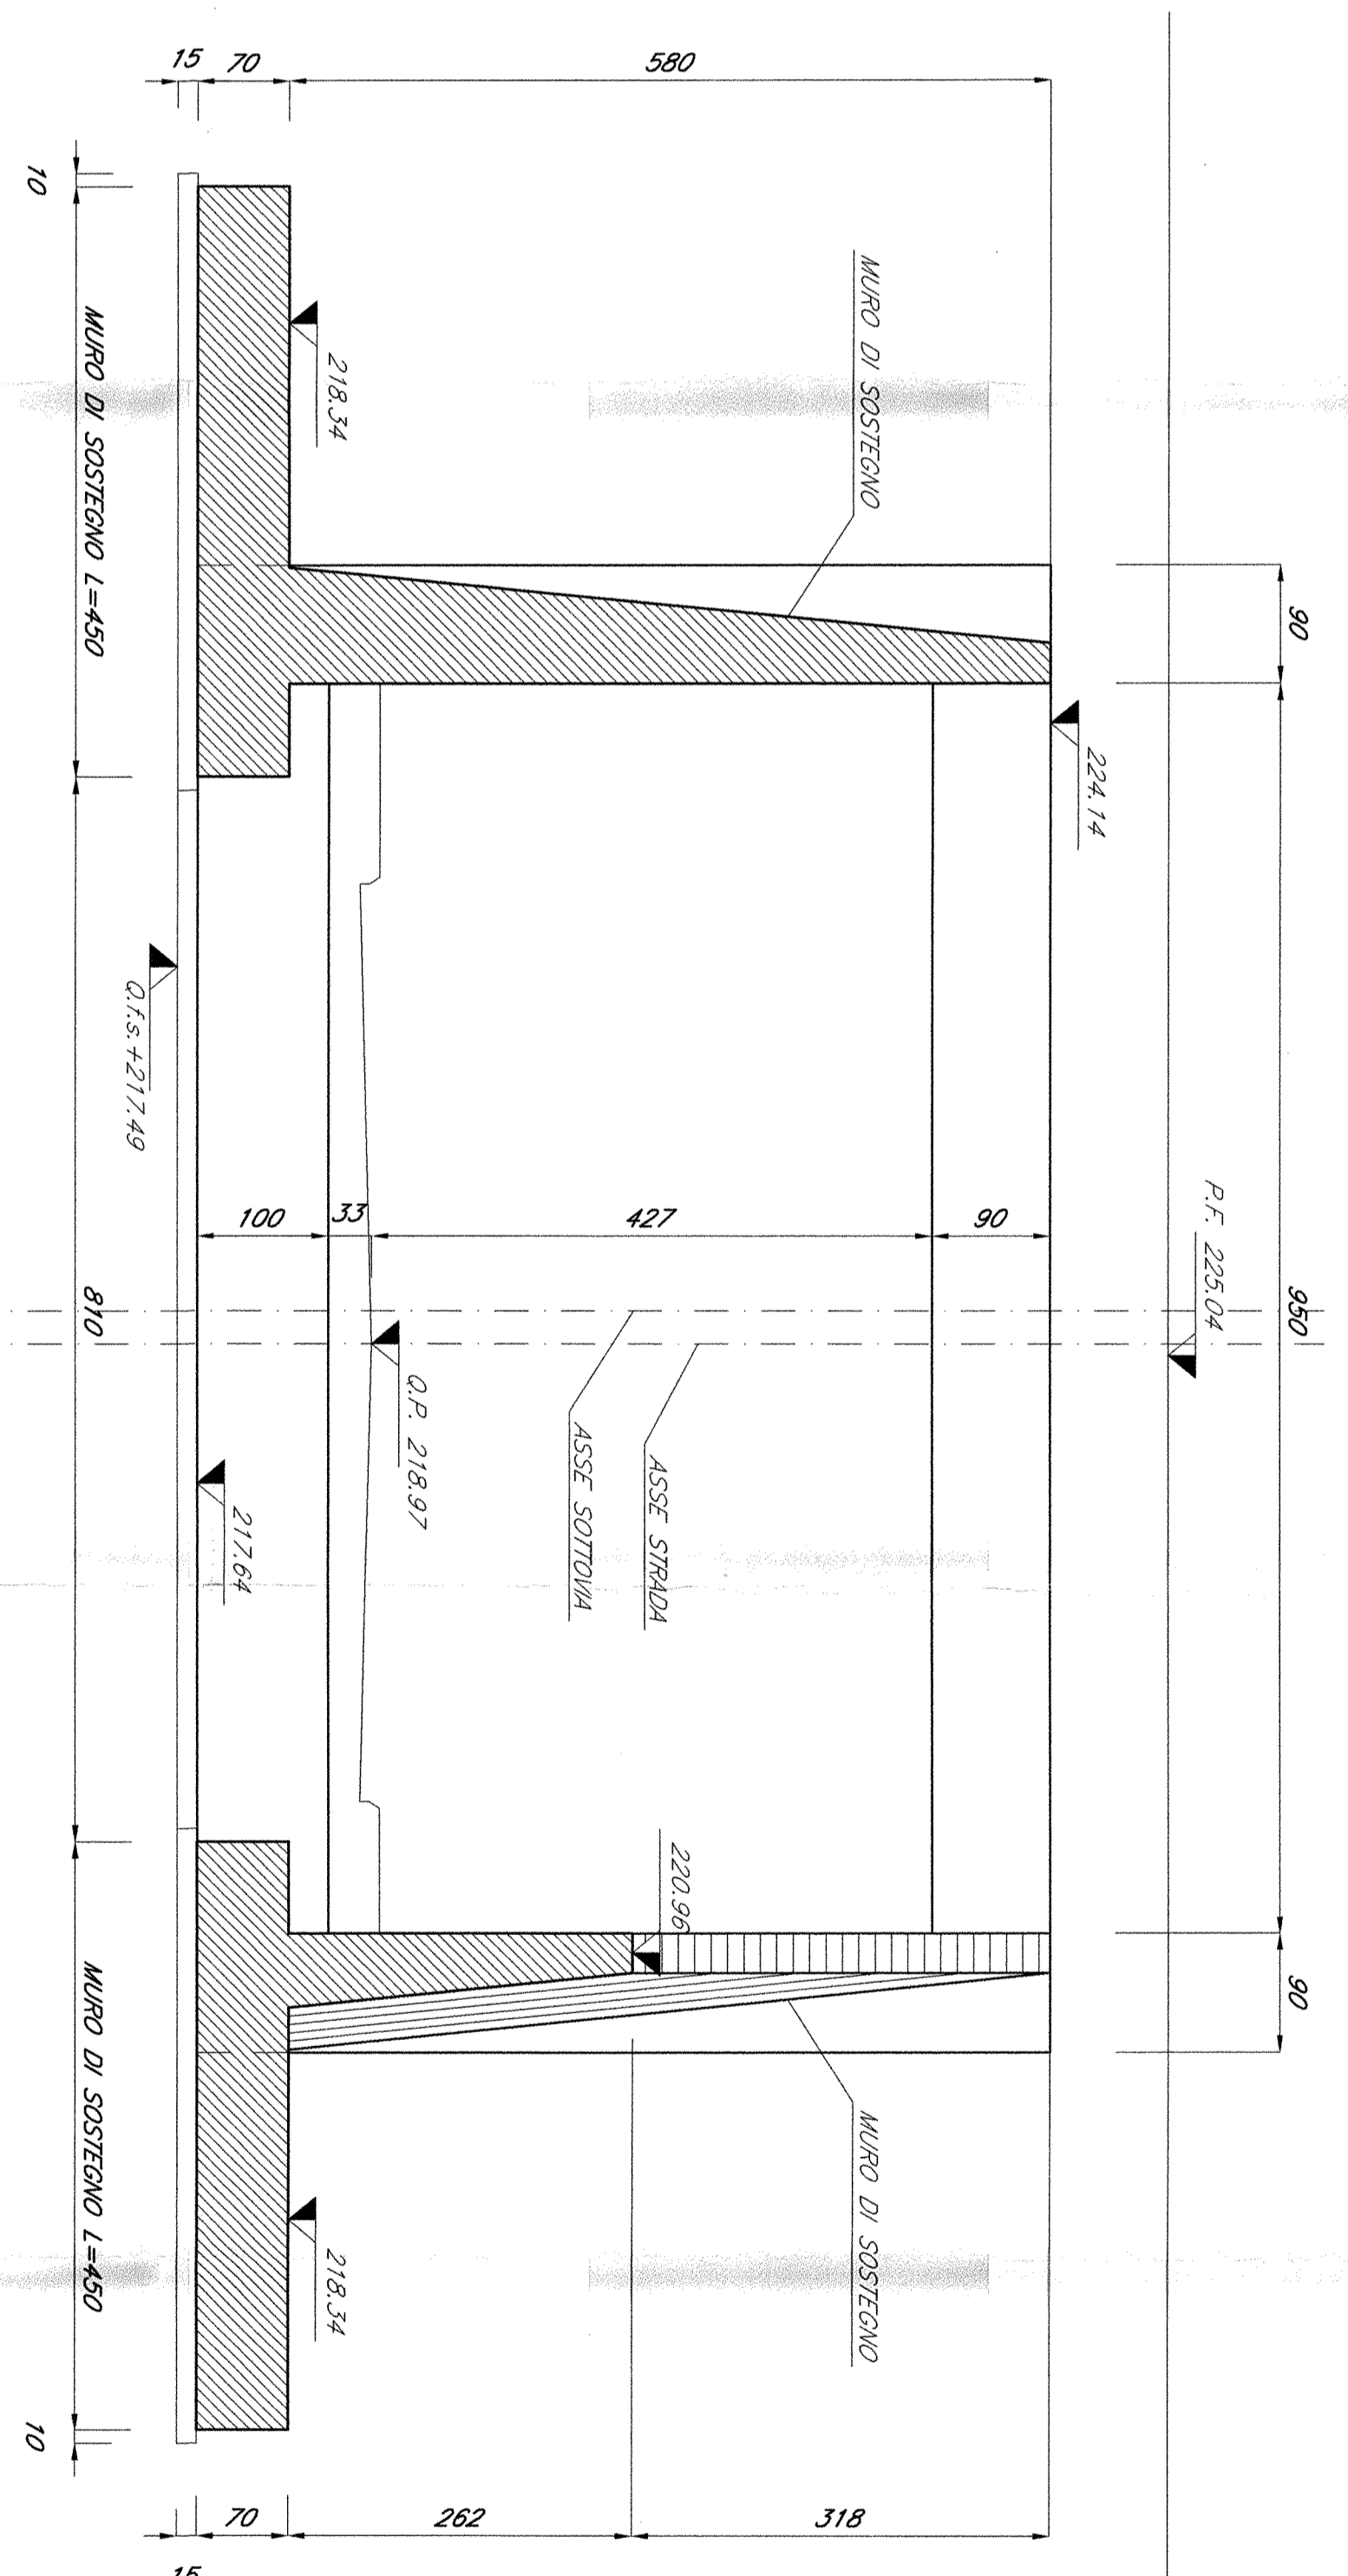 P.F. 225.04
90
950
90
224.14
580
70
15
MURO DI SOSTEGNO
218.34
90
427
33
100
ASSE STRADA
ASSE SOTTOVIA
Q.P. 218.97
217.64
Q.f.s.+217.49
220.96
MURO DI SOSTEGNO
218.34
318
262
70
15
10
MURO DI SOSTEGNO L=450
810
MURO DI SOSTEGNO L=450
10